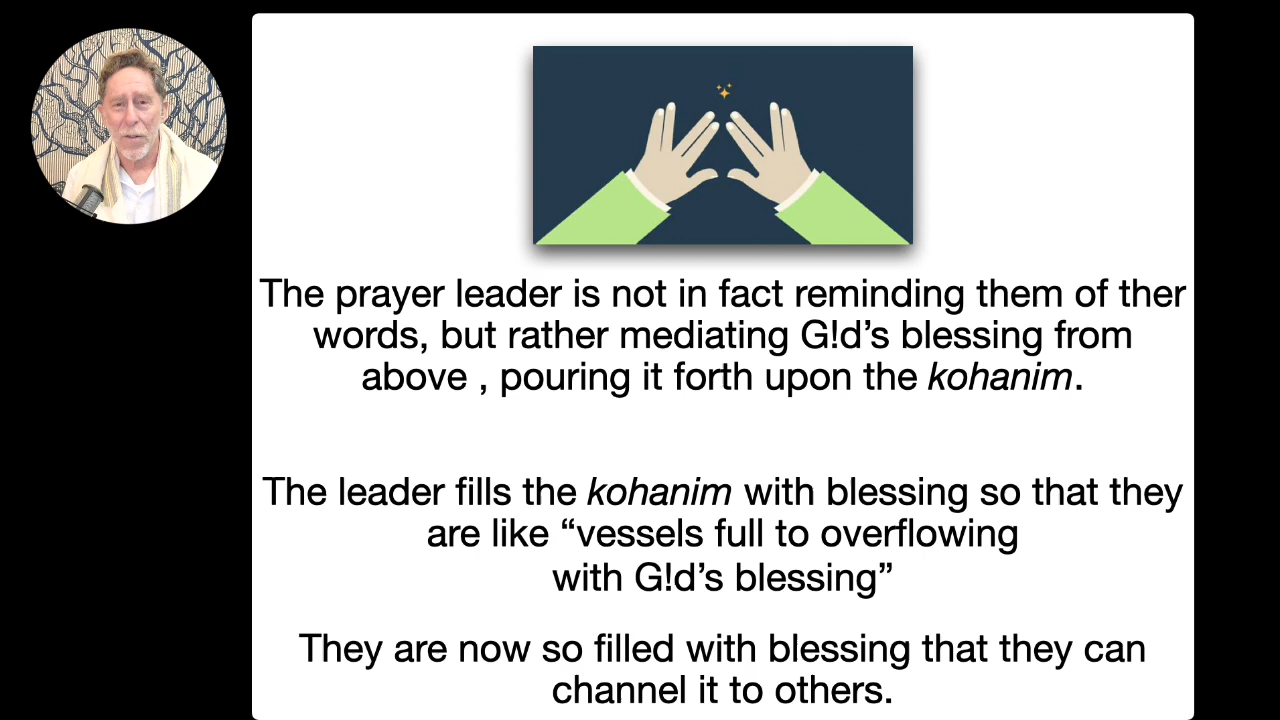 The prayer leader is not in fact reminding them of ther
words, but rather mediating G!d’s blessing from
above , pouring it forth upon the kohanim.
The leader fills the kohanim with blessing so that they
are like “vessels full to overflowing
with G!d’s blessing”
They are now so filled with blessing that they can
channel it to others.